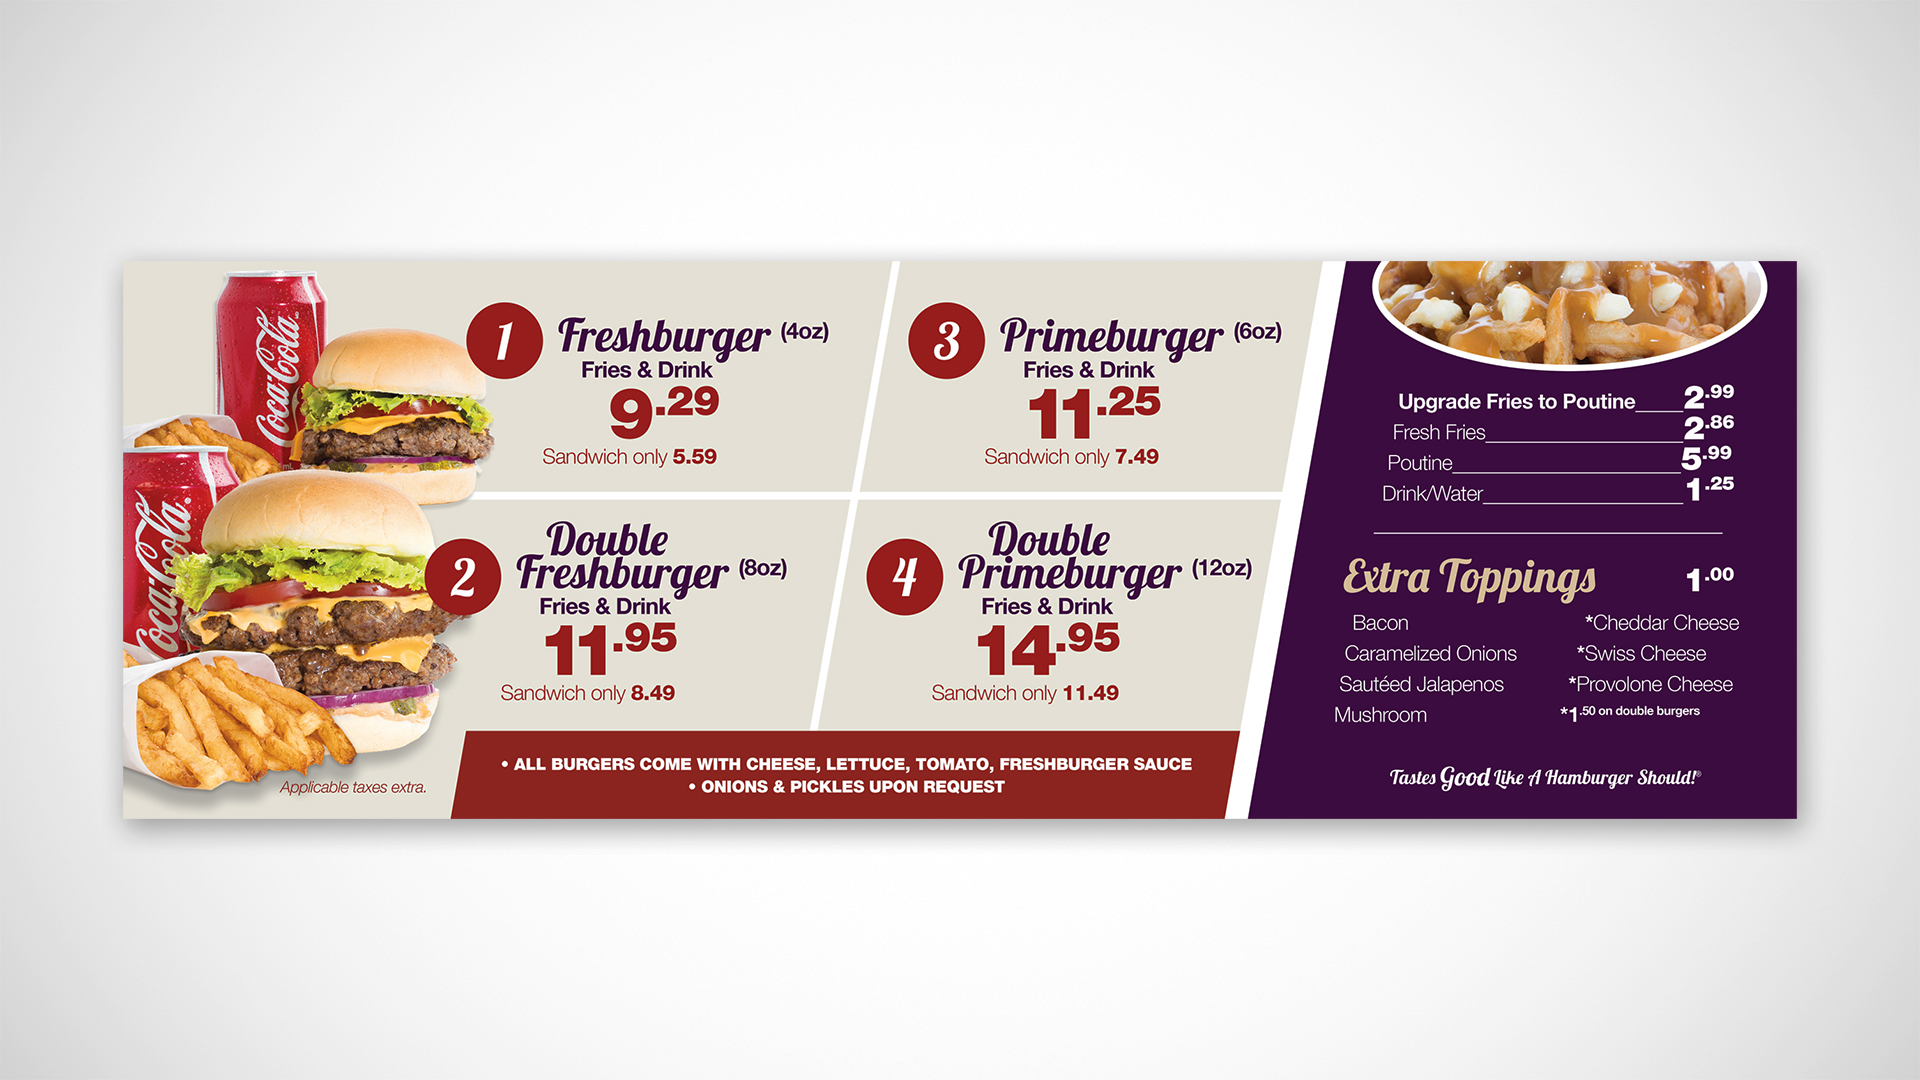 Coca-Cola
Coca-Cola
mL
1
Freshburger (4oz)
Fries & Drink
9.29
Sandwich only 5.59
2
Double
Freshburger (8oz)
Fries & Drink
11.95
Sandwich only 8.49
3
Primeburger (6oz)
Fries & Drink
11.25
Sandwich only 7.49
4
Double
Primeburger (12oz)
Fries & Drink
14.95
Sandwich only 11.49
Applicable taxes extra.
• ALL BURGERS COME WITH CHEESE, LETTUCE, TOMATO, FRESHBURGER SAUCE
• ONIONS & PICKLES UPON REQUEST
Upgrade Fries to Poutine 2.99
Fresh Fries 2.86
Poutine 5.99
Drink/Water 1.25
Extra Toppings 1.00
Bacon
Caramelized Onions
Sautéed Jalapenos
Mushroom
*Cheddar Cheese
*Swiss Cheese
*Provolone Cheese
*1.50 on double burgers
Tastes Good Like A Hamburger Should!®